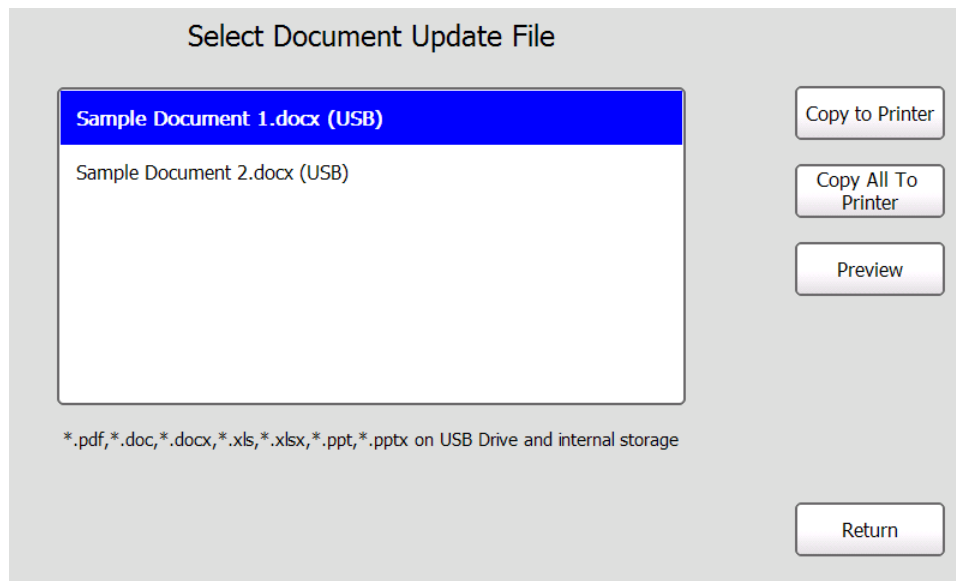 Select Document Update File
Sample Document 1.docx (USB)
Sample Document 2.docx (USB)
*.pdf,*.doc,*.docx,*.xls,*.xlsx,*.ppt,*.pptx on USB Drive and internal storage
Copy to Printer
Copy All To
Printer
Preview
Return